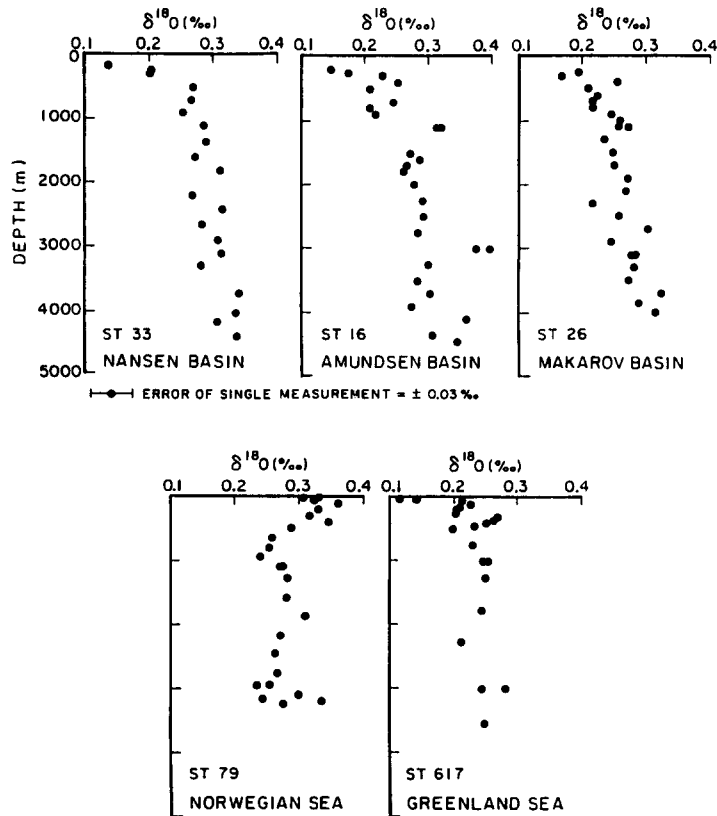 δ¹⁸O (‰) δ¹⁸O (‰) δ¹⁸O (‰)
0.1 0.2 0.3 0.4 0.1 0.2 0.3 0.4 0.1 0.2 0.3 0.4
0
1000
2000
3000
4000
5000
DEPTH (m)
ST 33
NANSEN BASIN
ST 16
AMUNDSEN BASIN
ST 26
MAKAROV BASIN
ERROR OF SINGLE MEASUREMENT = ± 0.03 ‰
δ¹⁸O (‰) δ¹⁸O (‰)
0.1 0.2 0.3 0.4 0.1 0.2 0.3 0.4
ST 79
NORWEGIAN SEA
ST 617
GREENLAND SEA